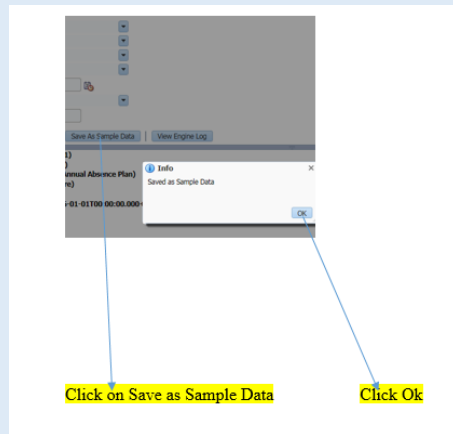 Save As Sample Data | View Engine Log
1)
)
nnual Absence Plan)
re)
-01-01T00:00:00.000-
Info
Saved as Sample Data
OK
Click on Save as Sample Data
Click Ok